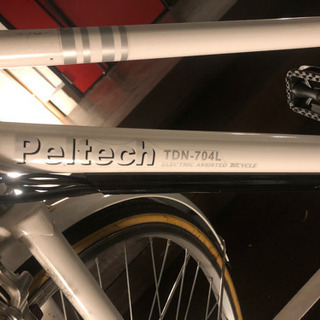 Peltech TDN-704L
ELECTRIC ASSISTED BICYCLE